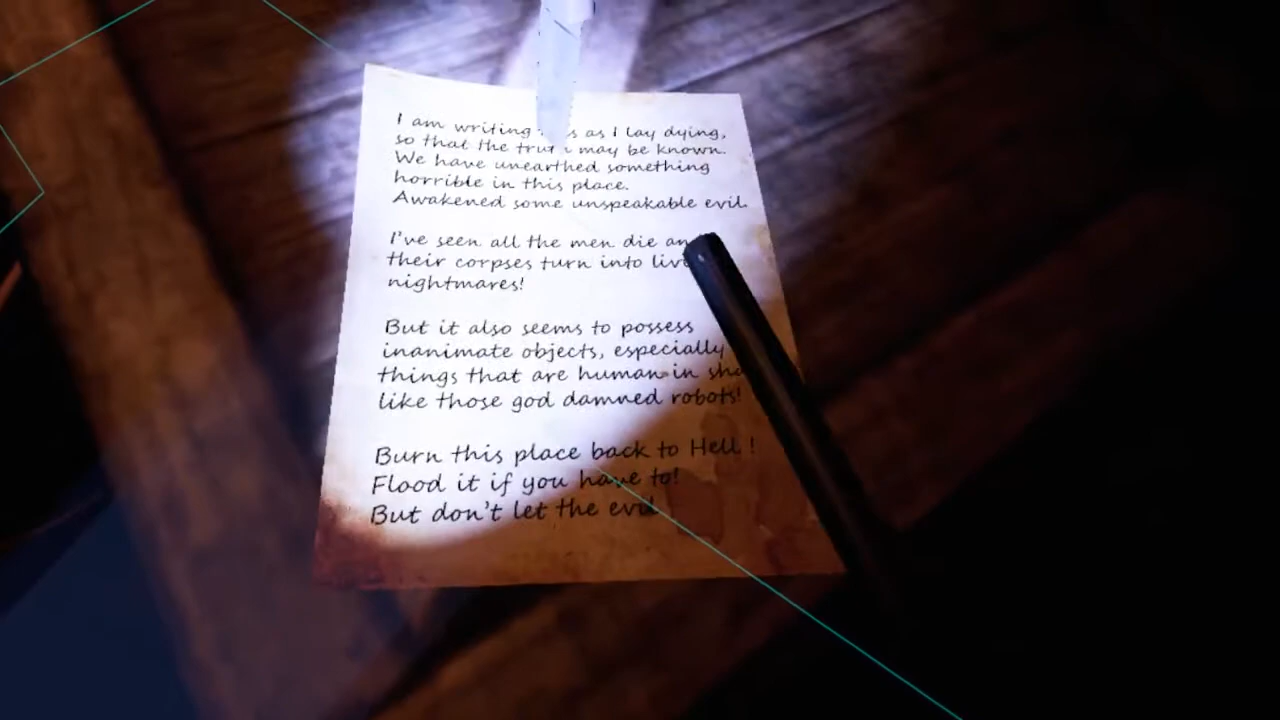 I am writing as I lay dying,
so that the may be known.
We have unearthed something
horrible in this place.
Awakened some unspeakable evil.
I've seen all the men die
their corpses turn into
nightmares!
But it also seems to possess
inanimate objects, especially
things that are human in
like those god damned robots!
Burn this place back to Hell !
Flood it if you have to!
But don't let the evil